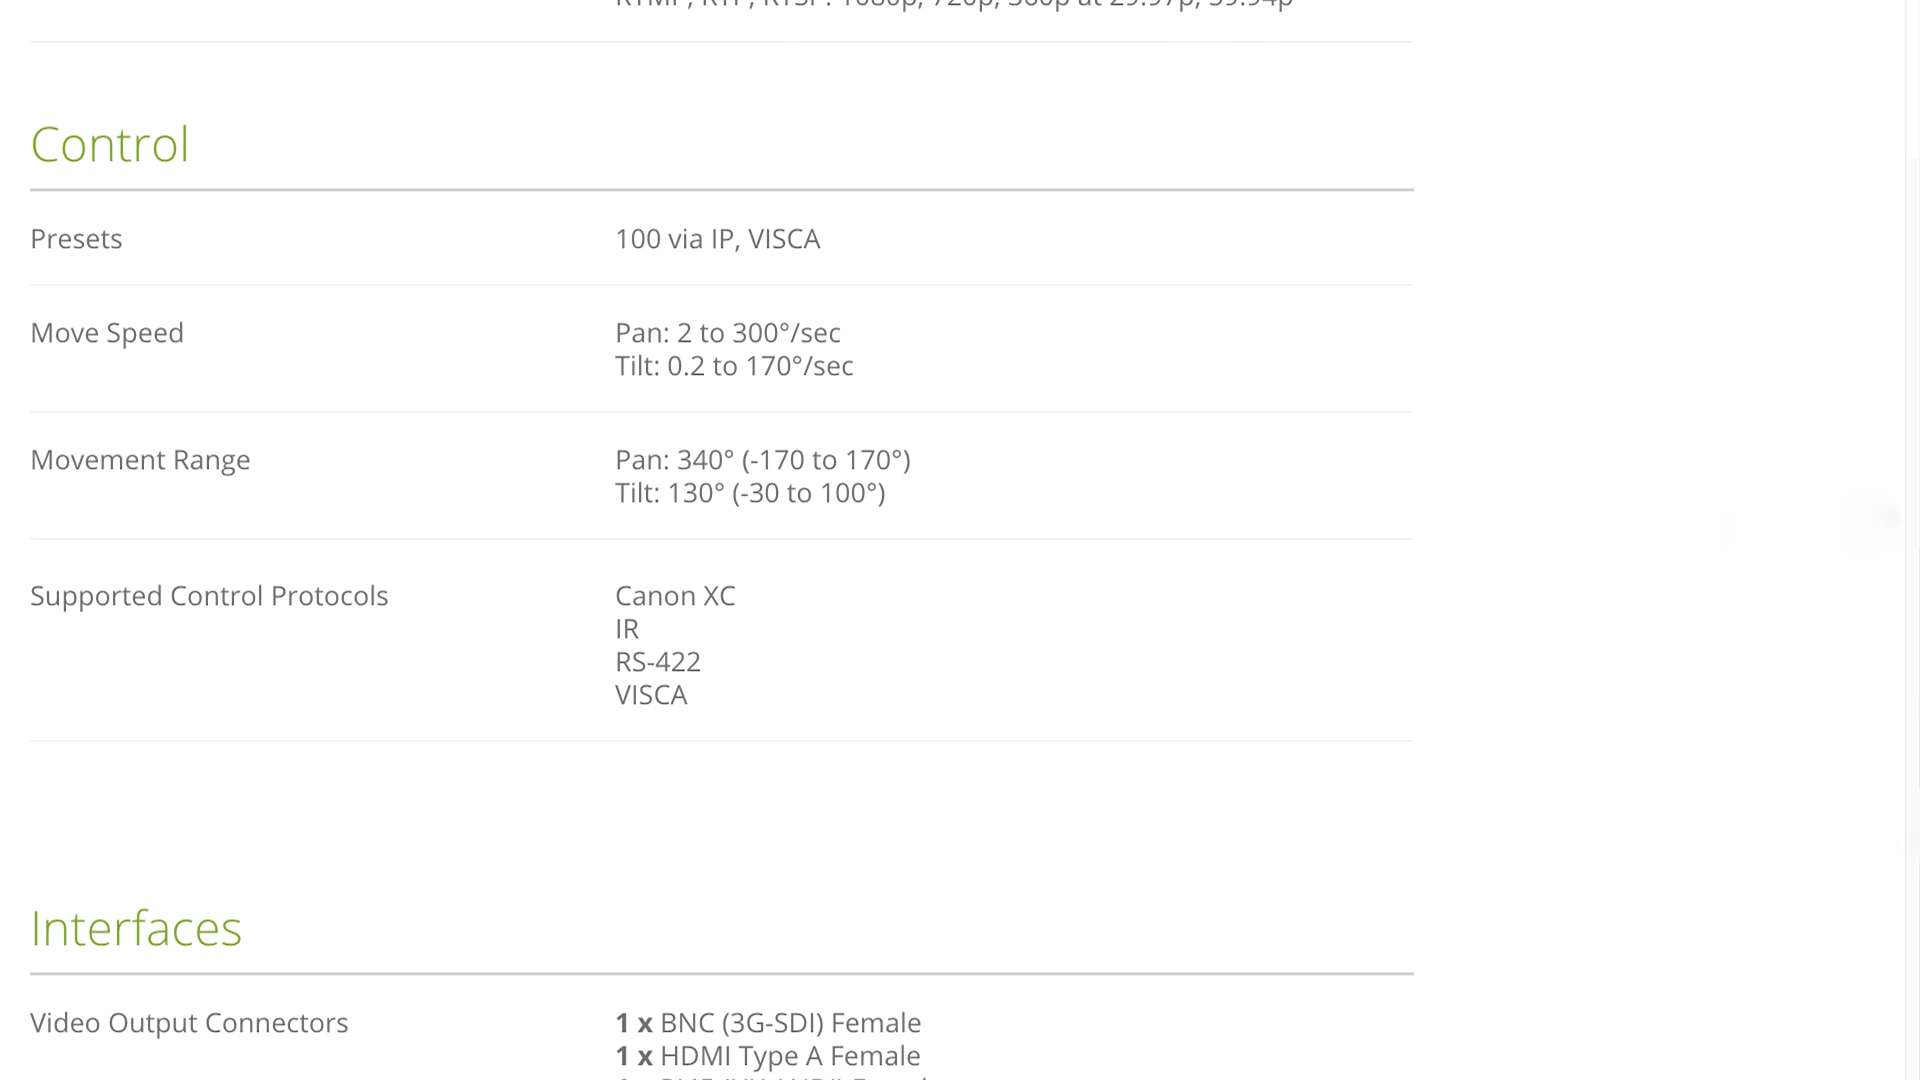 Control
Presets
100 via IP, VISCA
Move Speed
Pan: 2 to 300°/sec
Tilt: 0.2 to 170°/sec
Movement Range
Pan: 340° (-170 to 170°)
Tilt: 130° (-30 to 100°)
Supported Control Protocols
Canon XC
IR
RS-422
VISCA
Interfaces
Video Output Connectors
1 x BNC (3G-SDI) Female
1 x HDMI Type A Female